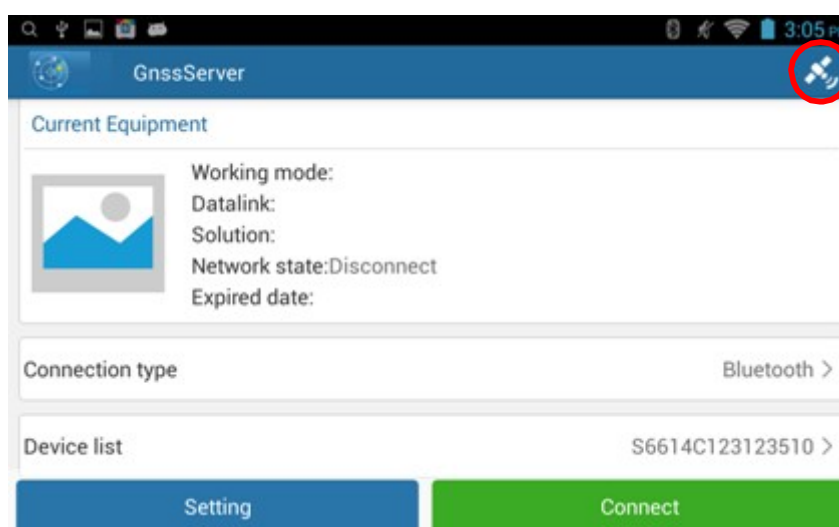 3:05 PM
GnssServer
Current Equipment
Working mode:
Datalink:
Solution:
Network state:Disconnect
Expired date:
Connection type Bluetooth >
Device list S6614C123123510 >
Setting Connect